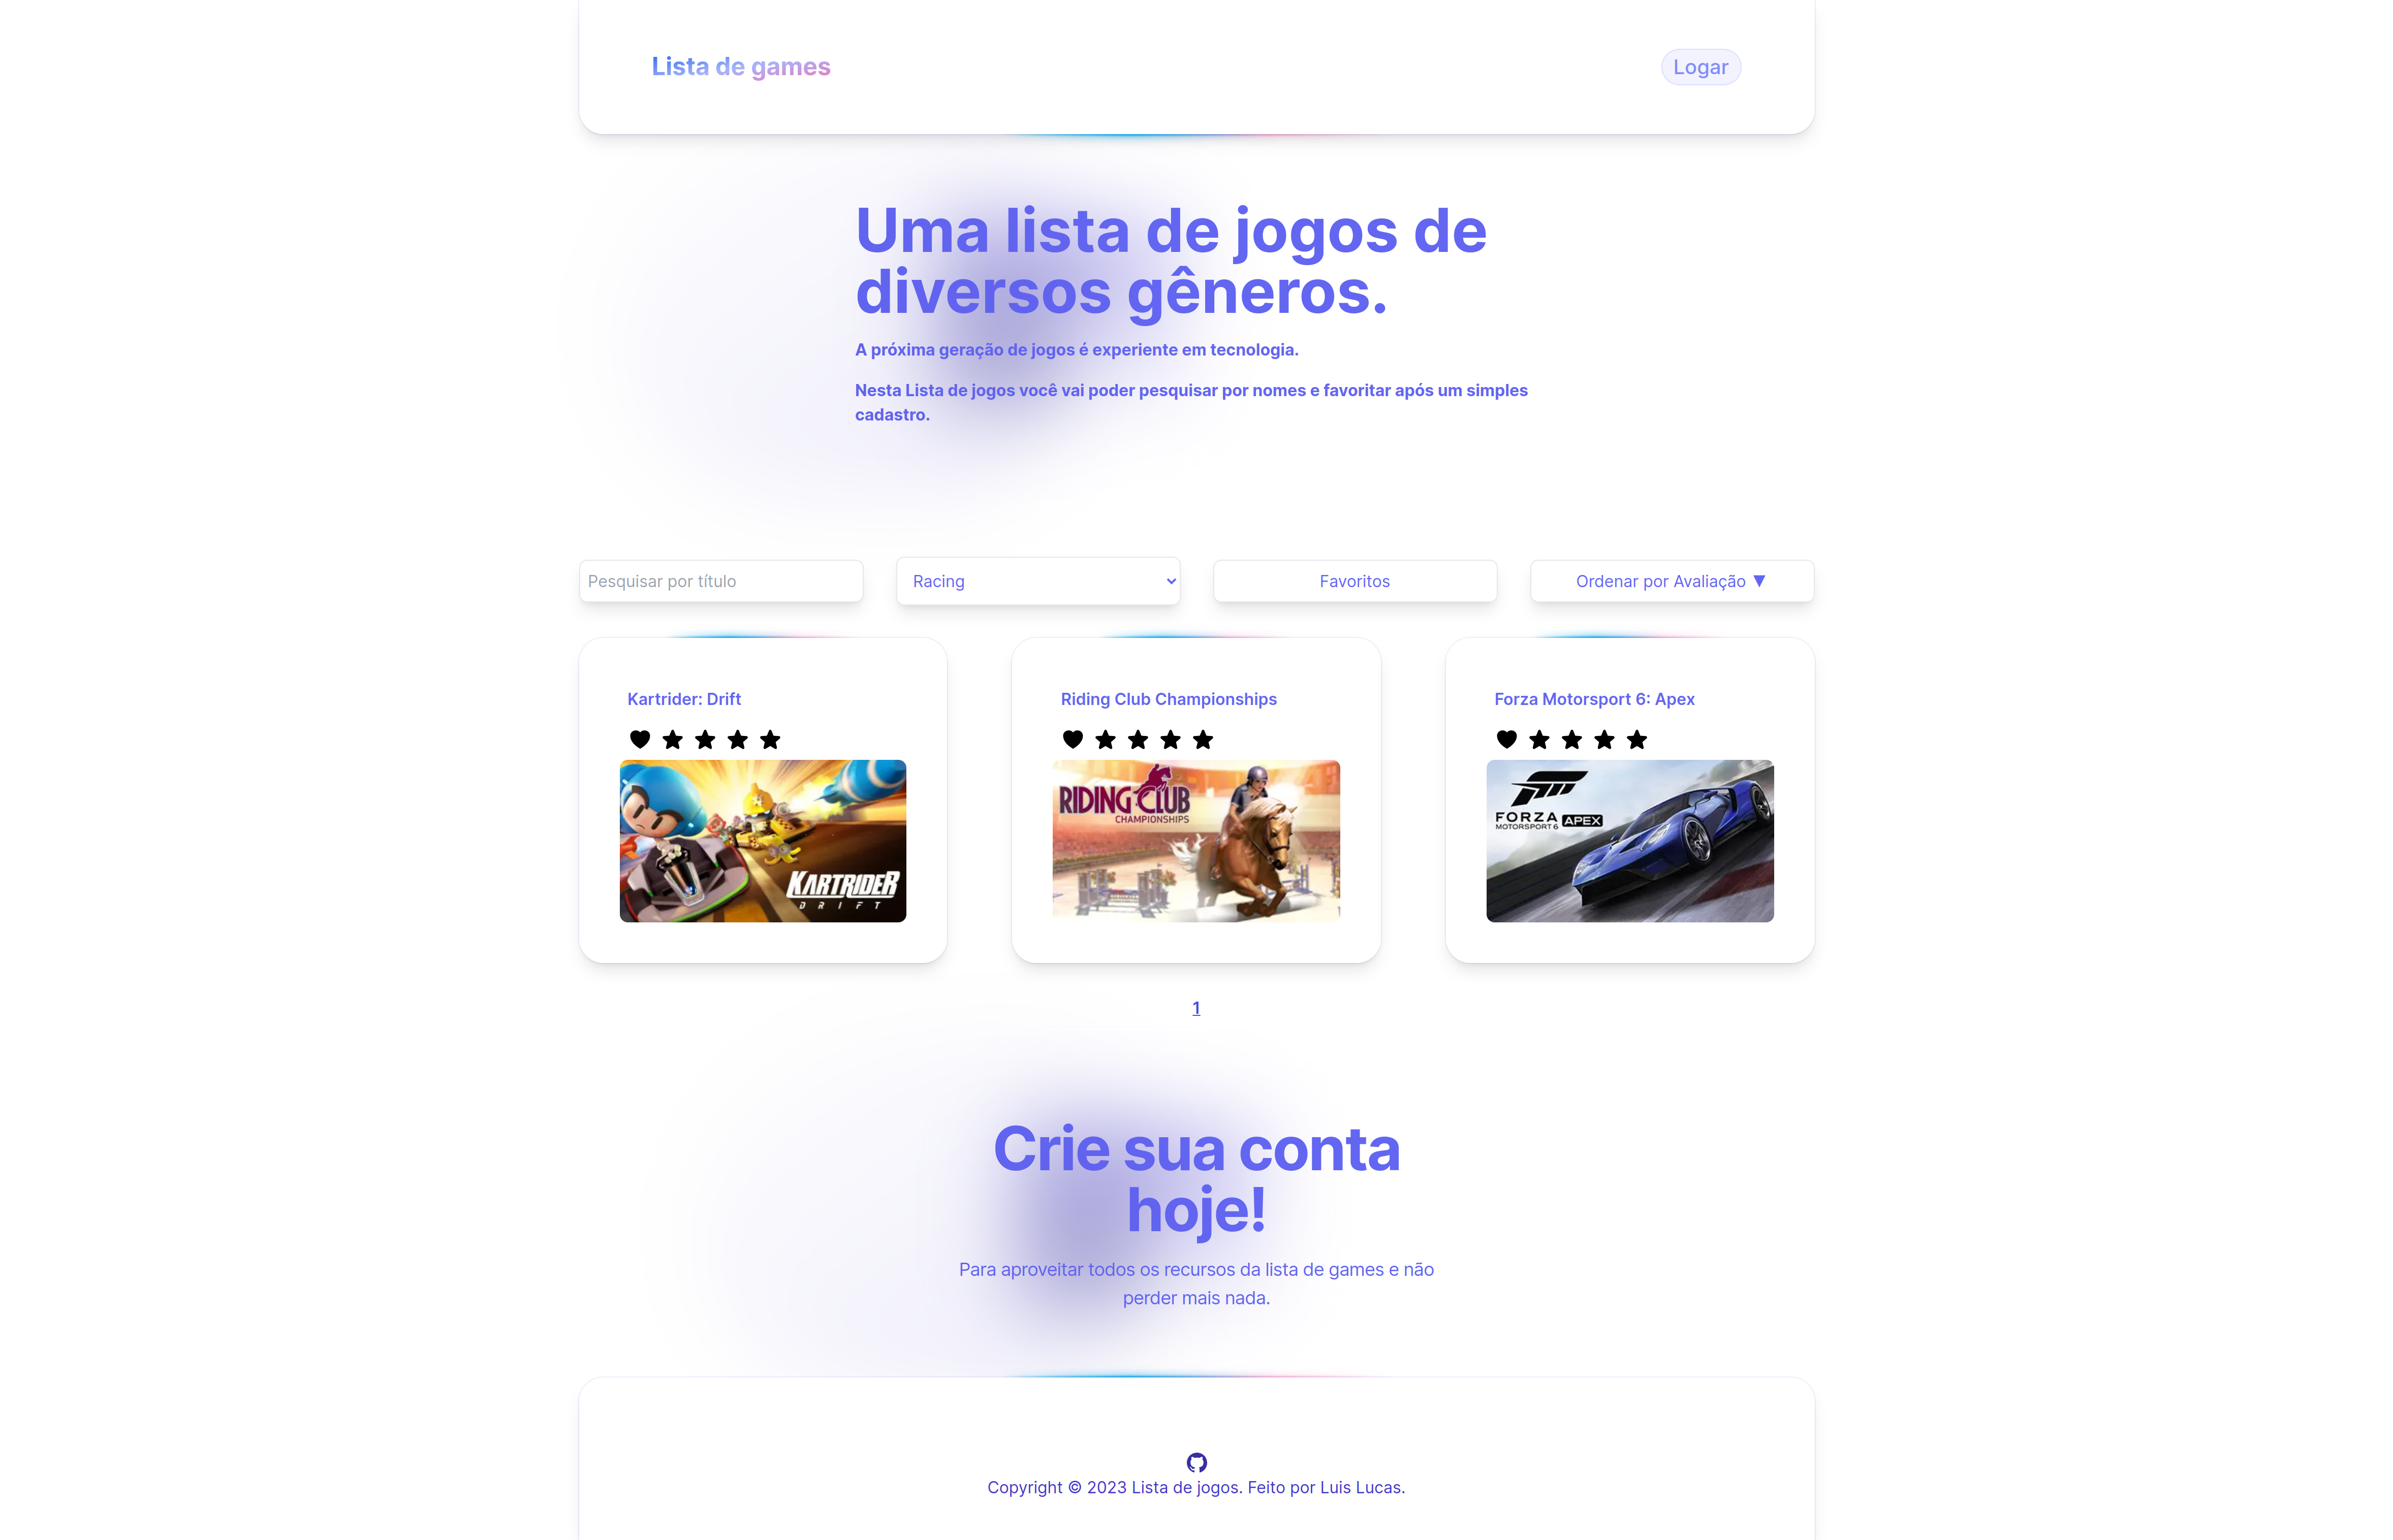 Lista de games
Logar
Uma lista de jogos de
diversos gêneros.
A próxima geração de jogos é experiente em tecnologia.
Nesta Lista de jogos você vai poder pesquisar por nomes e favoritar após um simples
cadastro.
Pesquisar por título
Racing
Favoritos
Ordenar por Avaliação ▼
Kartrider: Drift
Riding Club Championships
Forza Motorsport 6: Apex
KARTRIDER
DRIFT
RIDING CLUB
CHAMPIONSHIPS
FORZA
MOTORSPORT 6 APEX
1
Crie sua conta
hoje!
Para aproveitar todos os recursos da lista de games e não
perder mais nada.
Copyright © 2023 Lista de jogos. Feito por Luis Lucas.